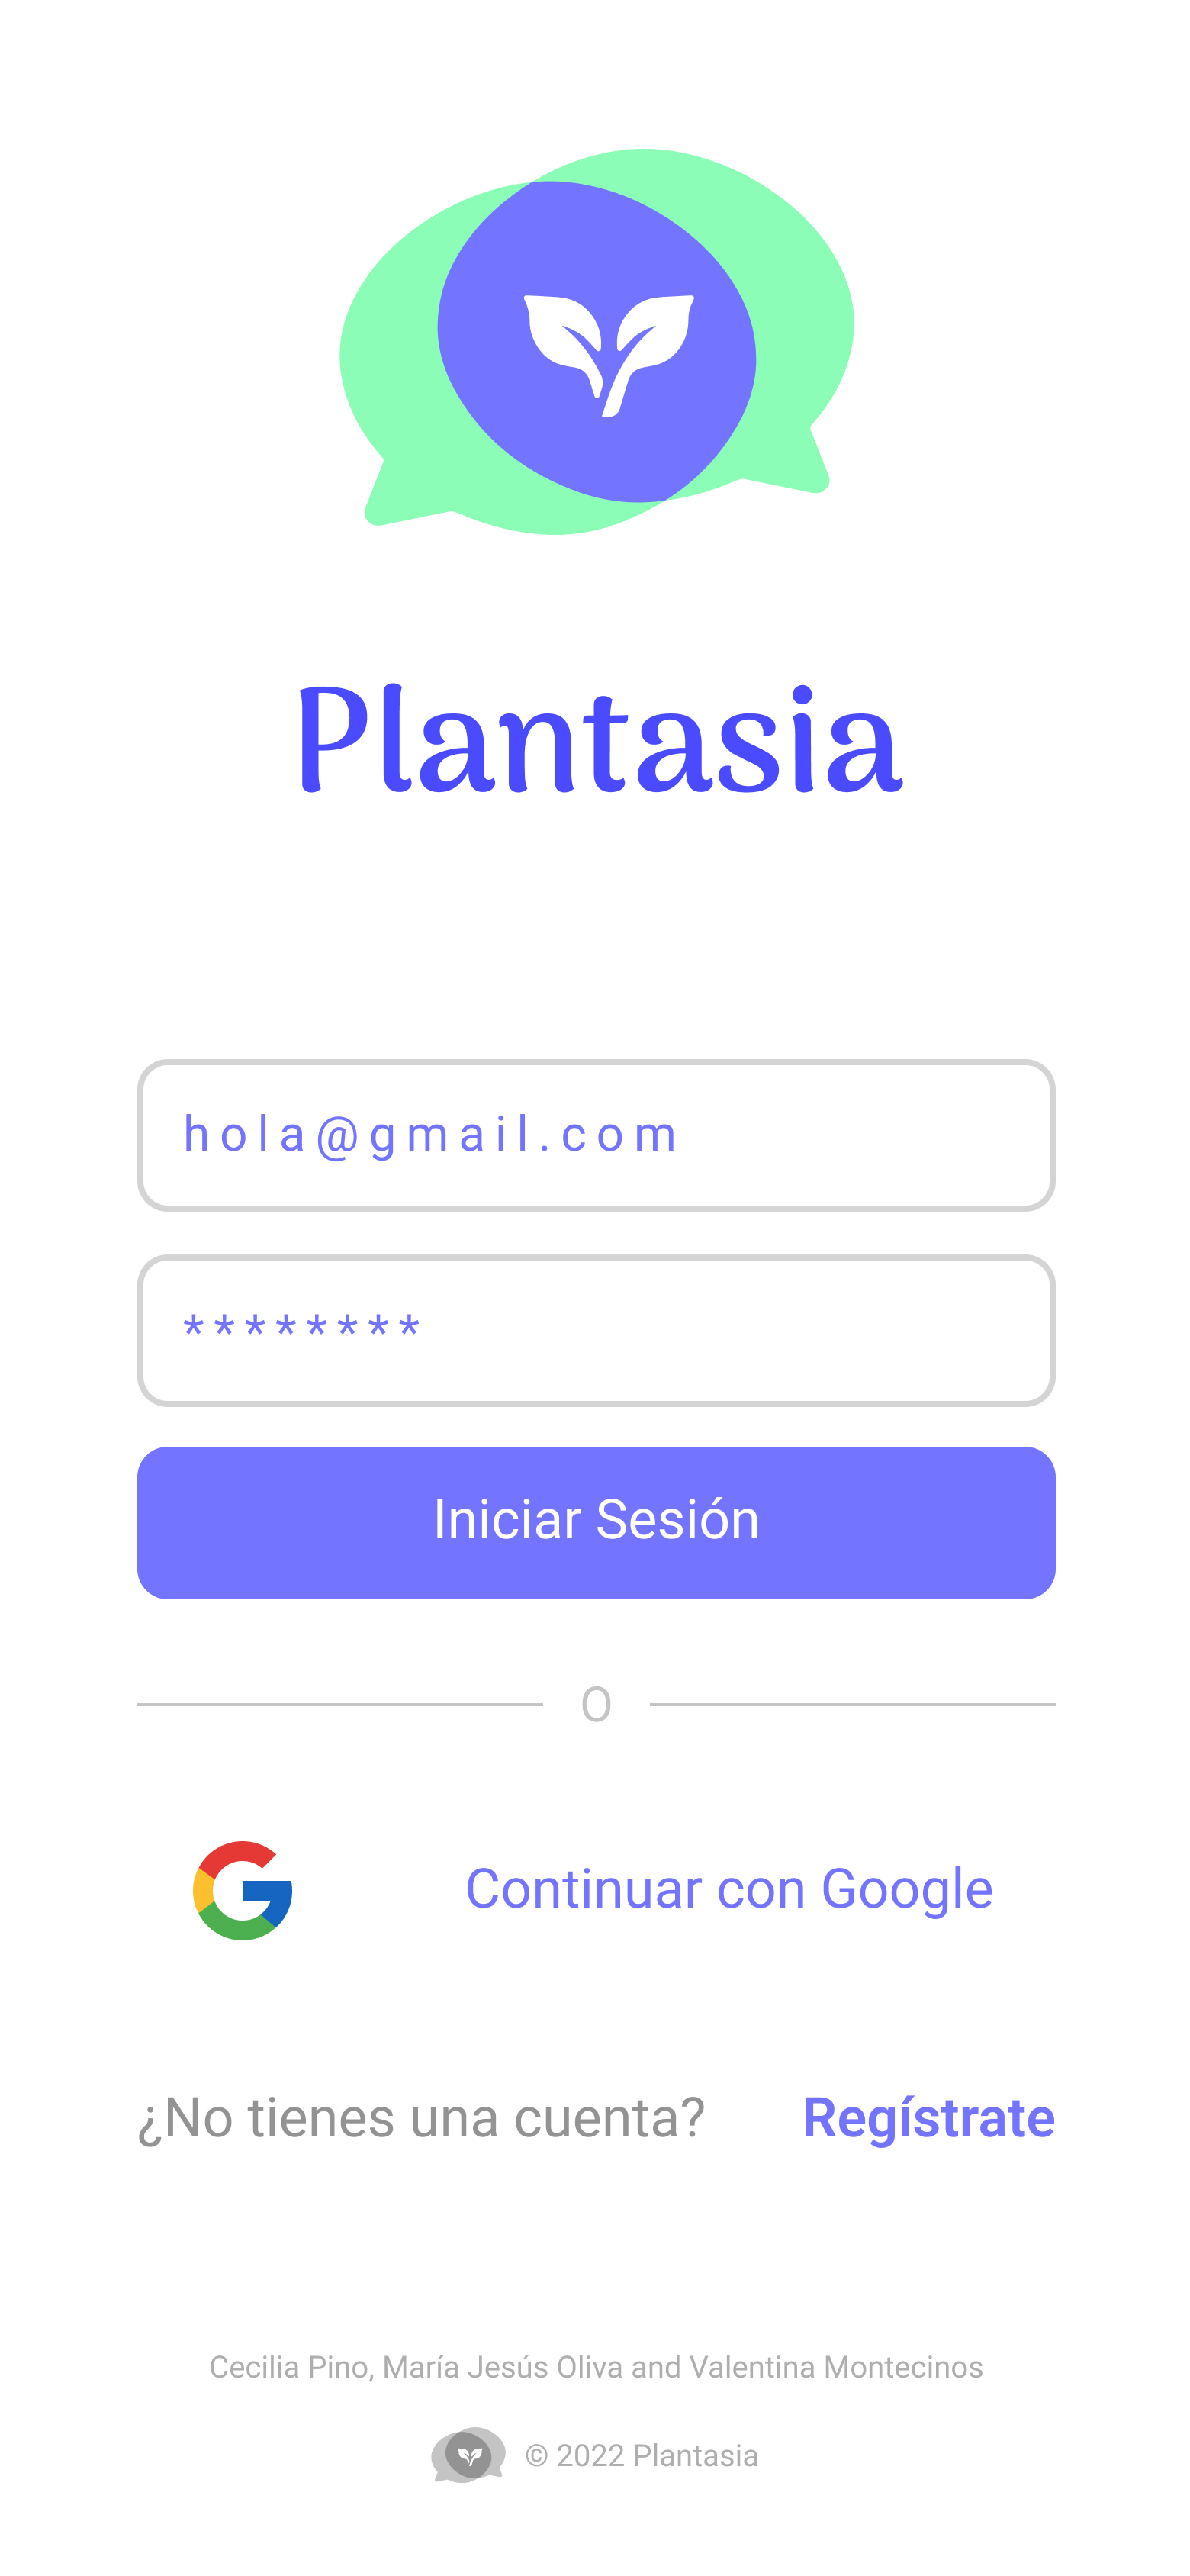 Plantasia
hola@gmail.com
********
Iniciar Sesión
O
Continuar con Google
¿No tienes una cuenta? Regístrate
Cecilia Pino, María Jesús Oliva and Valentina Montecinos
© 2022 Plantasia